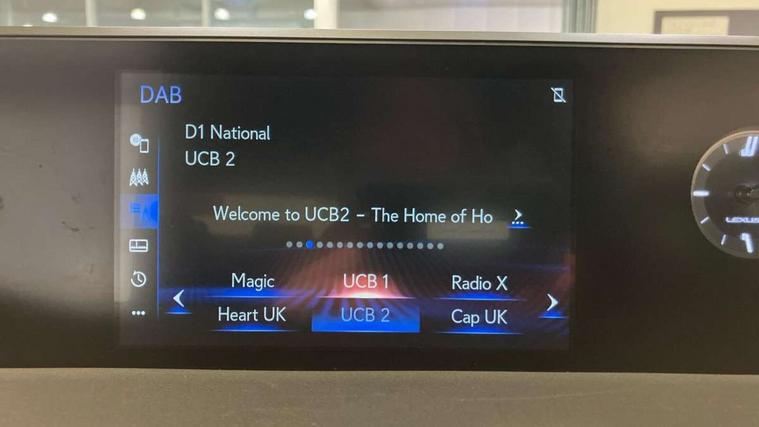 DAB
D1 National
UCB 2
Welcome to UCB2 – The Home of Ho
Magic
UCB 1
Radio X
Heart UK
UCB 2
Cap UK
LEXUS